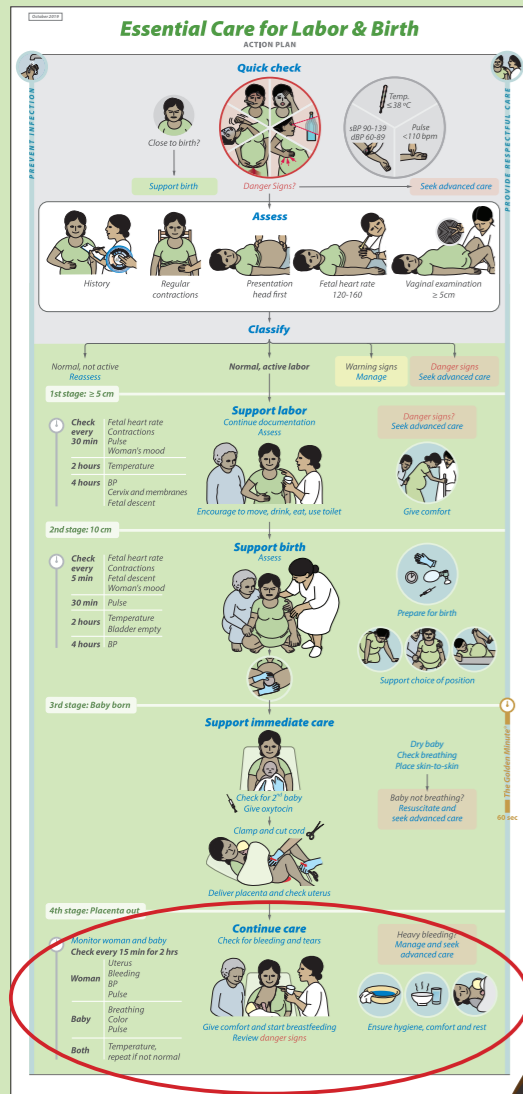 October 2019
Essential Care for Labor & Birth
ACTION PLAN
PREVENT INFECTION
PROVIDE RESPECTFUL CARE
Quick check
Close to birth?
Temp.
≤38 ºC
sBP 90-139
dBP 60-89
Pulse
<110 bpm
Support birth
Danger Signs?
Seek advanced care
Assess
History
Regular
contractions
Presentation
head first
Fetal heart rate
120-160
Vaginal examination
≥ 5cm
Classify
Normal, not active
Reassess
Normal, active labor
Warning signs
Manage
Danger signs
Seek advanced care
1st stage: ≥ 5 cm
Check every 30 min
Fetal heart rate
Contractions
Pulse
Woman's mood
2 hours Temperature
4 hours BP
Cervix and membranes
Fetal descent
Support labor
Continue documentation
Assess
Encourage to move, drink, eat, use toilet
Danger signs?
Seek advanced care
Give comfort
2nd stage: 10 cm
Check every 5 min
Fetal heart rate
Contractions
Fetal descent
Woman's mood
30 min Pulse
2 hours Temperature
Bladder empty
4 hours BP
Support birth
Assess
Prepare for birth
Support choice of position
3rd stage: Baby born
Support immediate care
Check for 2nd baby
Give oxytocin
Clamp and cut cord
Deliver placenta and check uterus
Dry baby
Check breathing
Place skin-to-skin
Baby not breathing?
Resuscitate and
seek advanced care
The Golden Minute®
60 sec
4th stage: Placenta out
Monitor woman and baby
Check every 15 min for 2 hrs
Woman
Uterus
Bleeding
BP
Pulse
Baby
Breathing
Color
Pulse
Both
Temperature,
repeat if not normal
Continue care
Check for bleeding and tears
Give comfort and start breastfeeding
Review danger signs
Heavy bleeding?
Manage and seek
advanced care
Ensure hygiene, comfort and rest